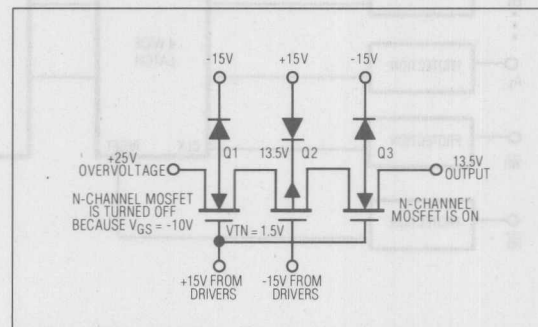 -15V +15V -15V
Q1 13.5V Q2 Q3
+25V
OVERVOLTAGE
13.5V
OUTPUT
N-CHANNEL MOSFET
IS TURNED OFF
BECAUSE VGS = -10V
VTN = 1.5V
N-CHANNEL
MOSFET IS ON
+15V FROM
DRIVERS
-15V FROM
DRIVERS